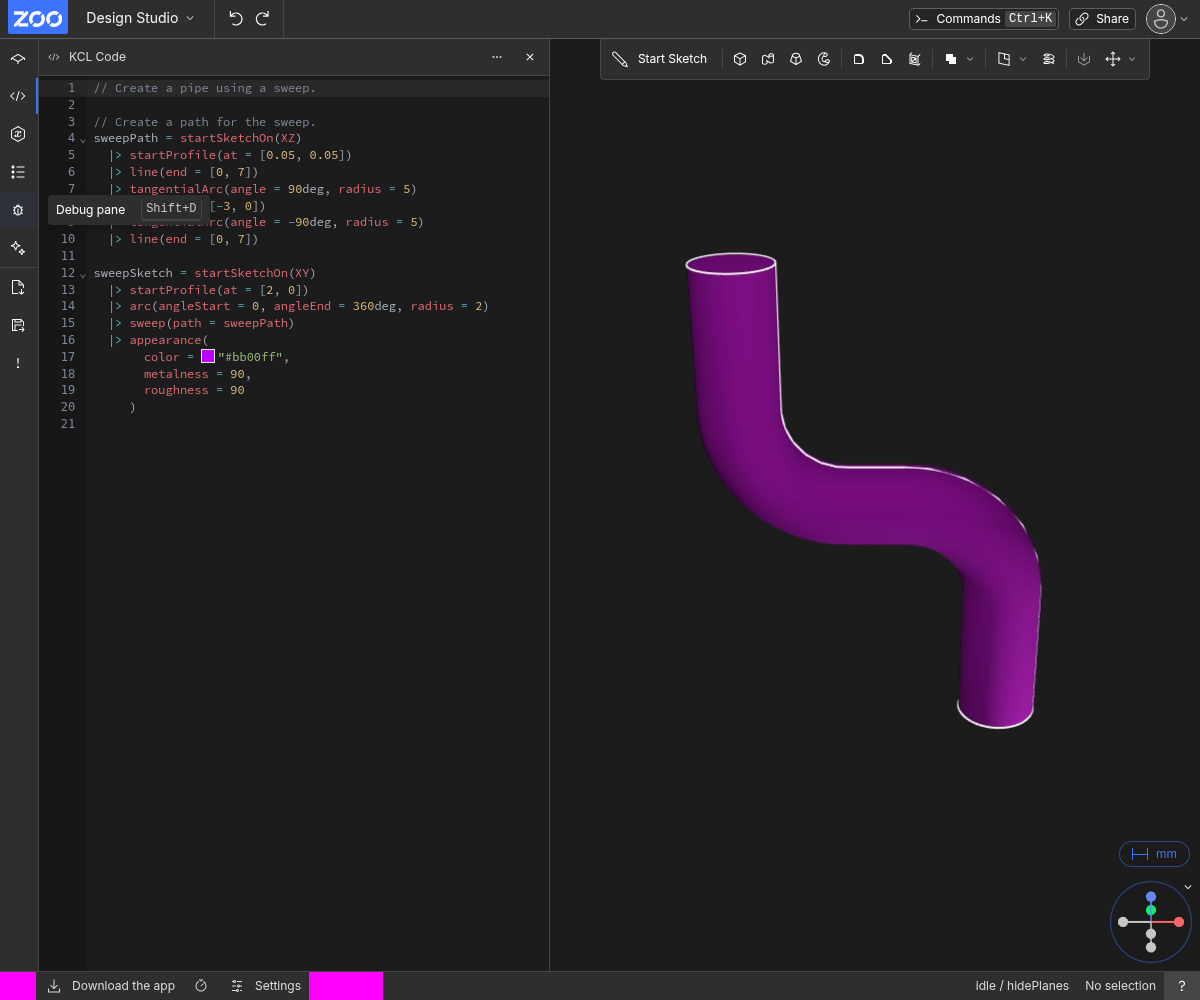 ZOO Design Studio Commands Ctrl+K Share
KCL Code
Start Sketch
1 // Create a pipe using a sweep.
2
3 // Create a path for the sweep.
4 sweepPath = startSketchOn(XZ)
5 |> startProfile(at = [0.05, 0.05])
6 |> line(end = [0, 7])
7 |> tangentialArc(angle = 90deg, radius = 5)
[-3, 0])
Debug pane Shift+D
(angle = -90deg, radius = 5)
10 |> line(end = [0, 7])
11
12 sweepSketch = startSketchOn(XY)
13 |> startProfile(at = [2, 0])
14 |> arc(angleStart = 0, angleEnd = 360deg, radius = 2)
15 |> sweep(path = sweepPath)
16 |> appearance(
17 color = "#bb00ff",
18 metalness = 90,
19 roughness = 90
20 )
21
mm
Download the app Settings idle / hidePlanes No selection ?